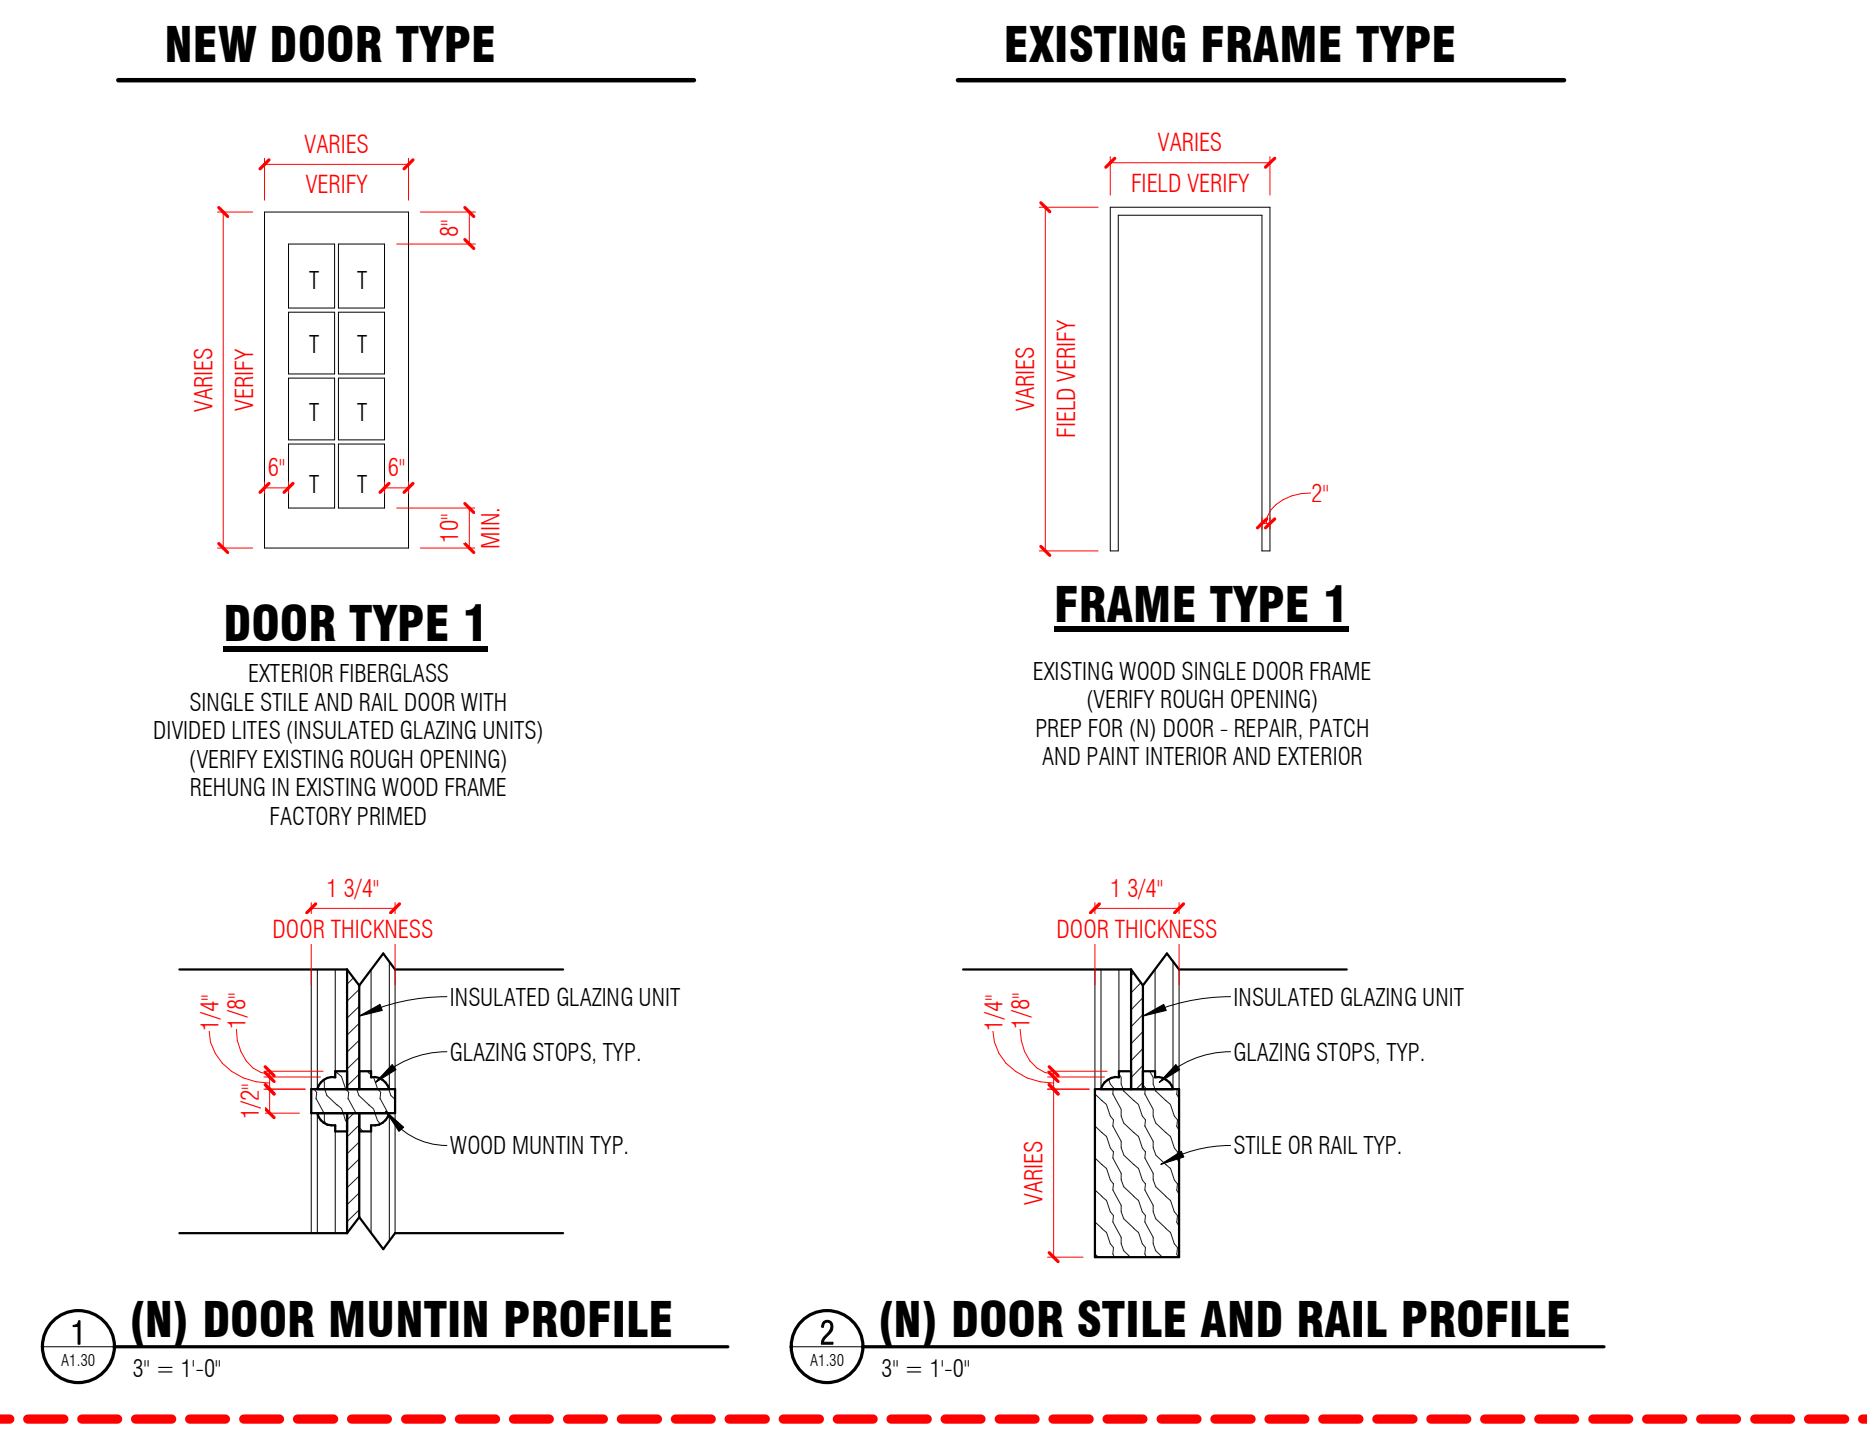 NEW DOOR TYPE
VARIES
VERIFY
8"
T T
T T
T T
T T
VARIES
VERIFY
6"
6"
10"
MIN.
DOOR TYPE 1
EXTERIOR FIBERGLASS
SINGLE STILE AND RAIL DOOR WITH
DIVIDED LITES (INSULATED GLAZING UNITS)
(VERIFY EXISTING ROUGH OPENING)
REHUNG IN EXISTING WOOD FRAME
FACTORY PRIMED
EXISTING FRAME TYPE
VARIES
FIELD VERIFY
VARIES
FIELD VERIFY
2"
FRAME TYPE 1
EXISTING WOOD SINGLE DOOR FRAME
(VERIFY ROUGH OPENING)
PREP FOR (N) DOOR - REPAIR, PATCH
AND PAINT INTERIOR AND EXTERIOR
1 3/4"
DOOR THICKNESS
1/4"
1/8"
1/2"
INSULATED GLAZING UNIT
GLAZING STOPS, TYP.
WOOD MUNTIN TYP.
1
A1.30
(N) DOOR MUNTIN PROFILE
3" = 1'-0"
1 3/4"
DOOR THICKNESS
1/4"
1/8"
VARIES
INSULATED GLAZING UNIT
GLAZING STOPS, TYP.
STILE OR RAIL TYP.
2
A1.30
(N) DOOR STILE AND RAIL PROFILE
3" = 1'-0"